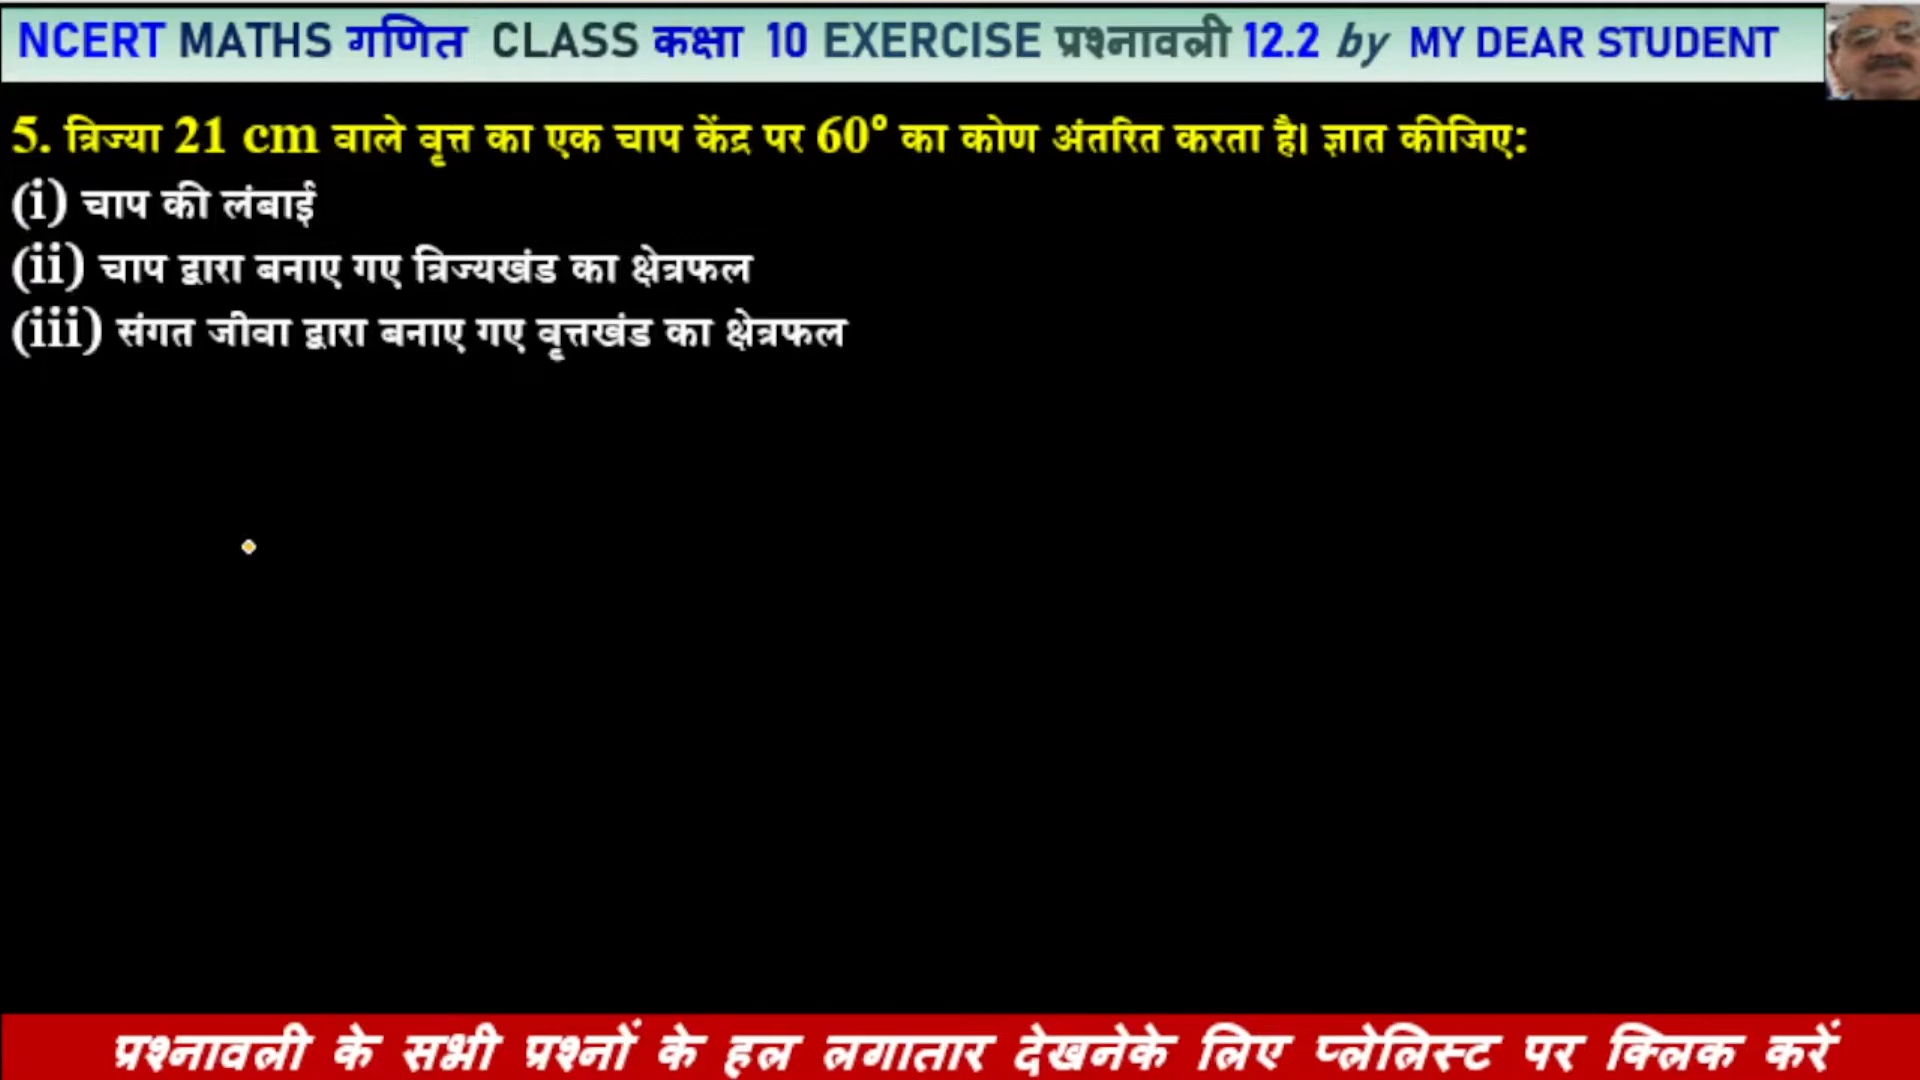 NCERT MATHS गणित CLASS कक्षा 10 EXERCISE प्रश्नावली 12.2 by MY DEAR STUDENT
5. त्रिज्या 21 cm वाले वृत्त का एक चाप केंद्र पर 60° का कोण अंतरित करता है। ज्ञात कीजिए:
(i) चाप की लंबाई
(ii) चाप द्वारा बनाए गए त्रिज्यखंड का क्षेत्रफल
(iii) संगत जीवा द्वारा बनाए गए वृत्तखंड का क्षेत्रफल
प्रश्नावली के सभी प्रश्नों के हल लगातार देखनेके लिए प्लेलिस्ट पर क्लिक करें